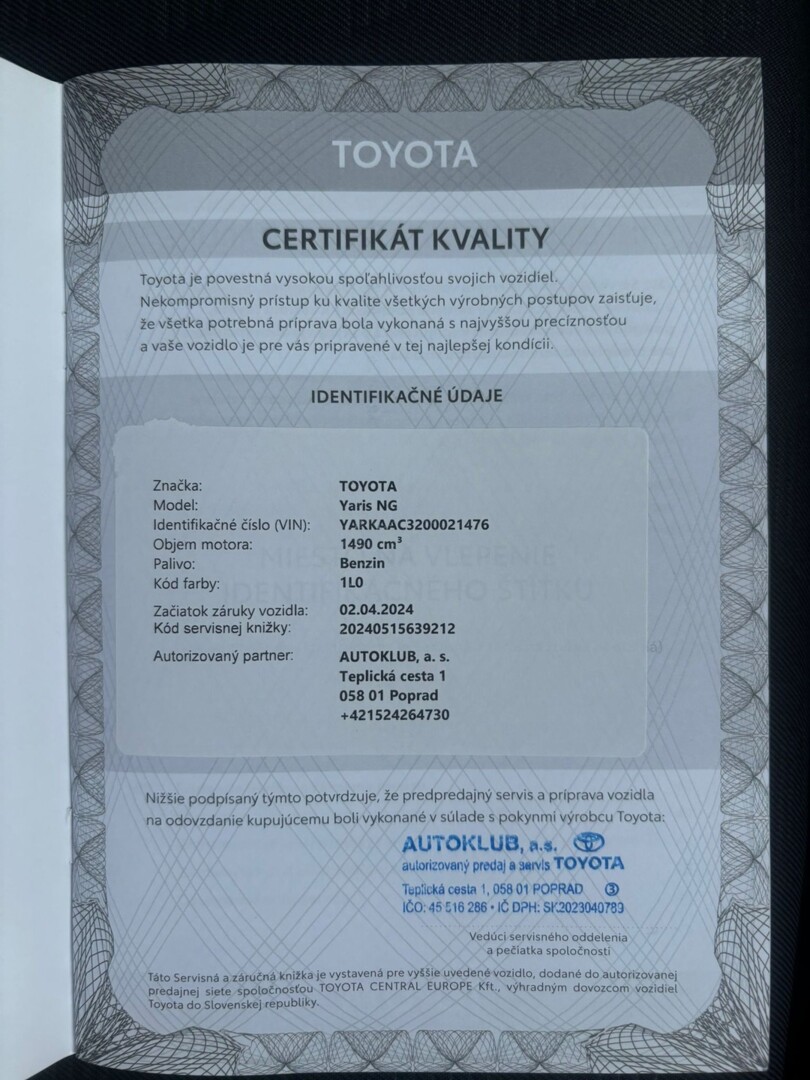 TOYOTA
CERTIFIKÁT KVALITY
Toyota je povestná vysokou spoľahlivosťou svojich vozidiel.
Nekompromisný prístup ku kvalite všetkých výrobných postupov zaisťuje,
že všetka potrebná príprava bola vykonaná s najvyššou precíznosťou
a vaše vozidlo je pre vás pripravené v tej najlepšej kondícii.
IDENTIFIKAČNÉ ÚDAJE
Značka: TOYOTA
Model: Yaris NG
Identifikačné číslo (VIN): YARKAAC3200021476
Objem motora: 1490 cm³
Palivo: Benzin
Kód farby: 1L0
Začiatok záruky vozidla: 02.04.2024
Kód servisnej knižky: 20240515639212
Autorizovaný partner: AUTOKLUB, a. s.
Teplická cesta 1
058 01 Poprad
+421524264730
Nižšie podpísaný týmto potvrdzuje, že predpredajný servis a príprava vozidla
na odovzdanie kupujúcemu boli vykonané v súlade s pokynmi výrobcu Toyota:
AUTOKLUB, a.s.
autorizovaný predaj a servis TOYOTA
Teplická cesta 1, 058 01 POPRAD 3
IČO: 45 516 286 • IČ DPH: SK2023040789
Vedúci servisného oddelenia
a pečiatka spoločnosti
Táto Servisná a záručná knižka je vystavená pre vyššie uvedené vozidlo, dodané do autorizovanej
predajnej siete spoločnosťou TOYOTA CENTRAL EUROPE Kft., výhradným dovozcom vozidiel
Toyota do Slovenskej republiky.